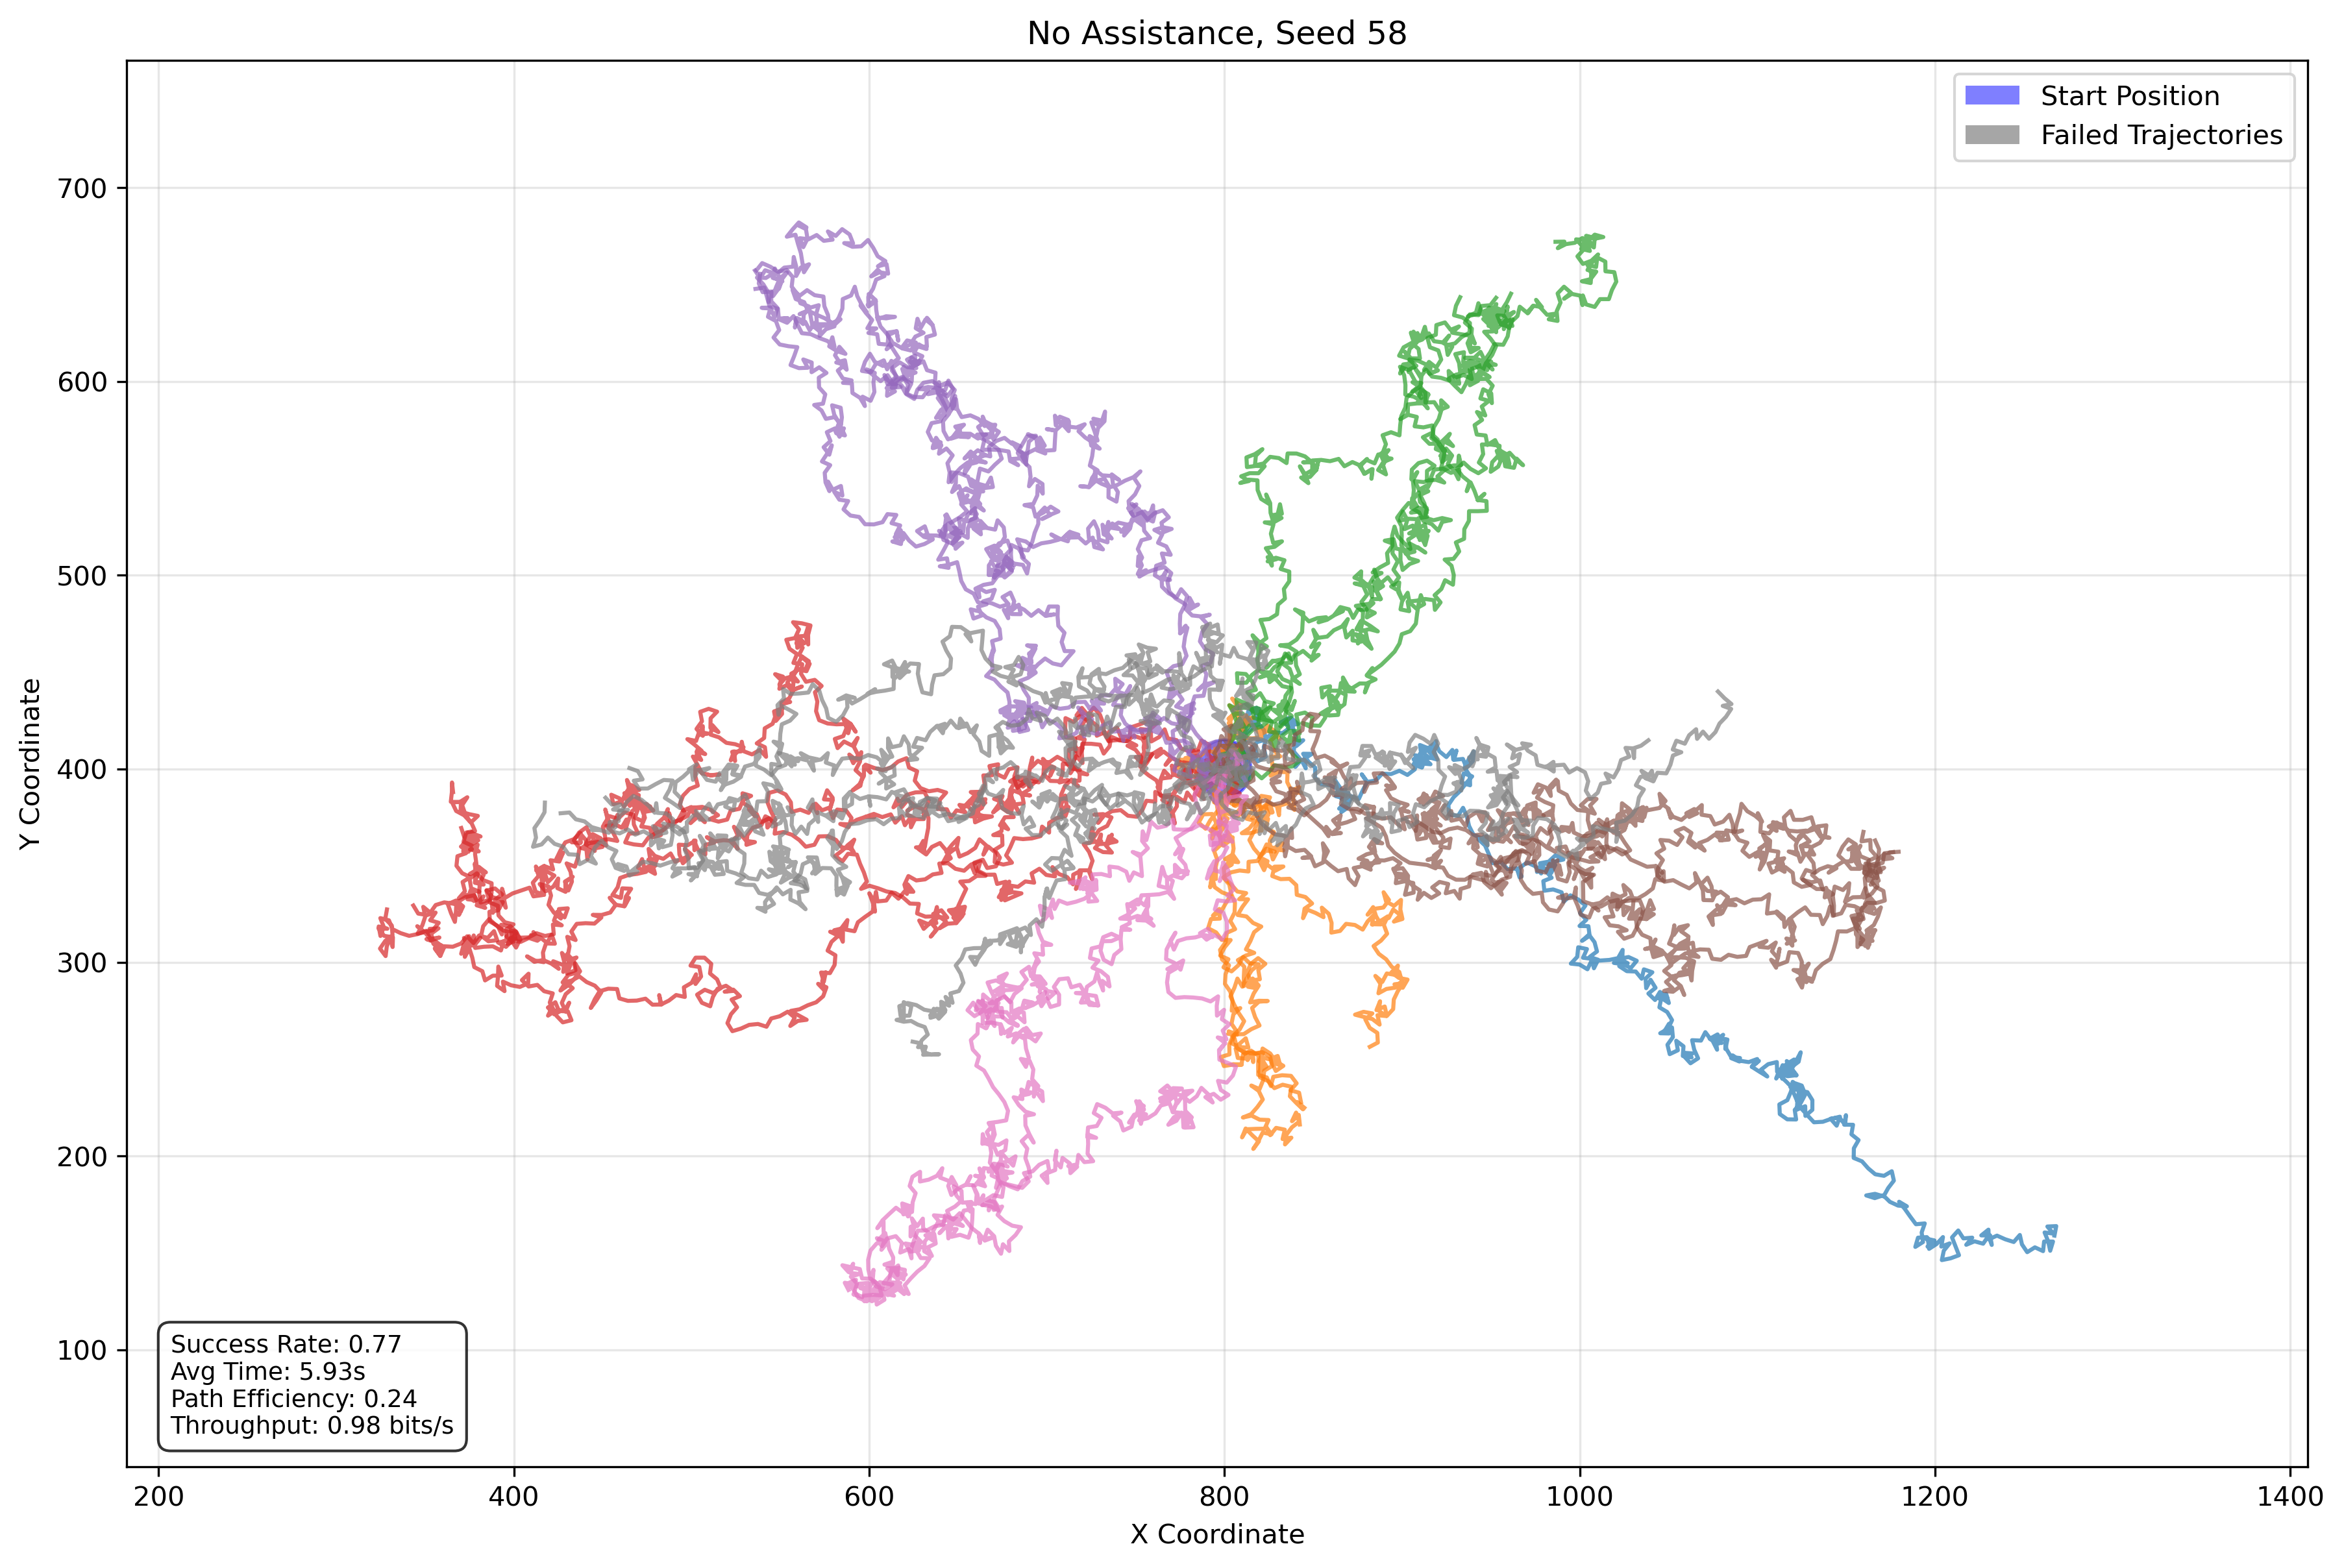 No Assistance, Seed 58
Start Position
Failed Trajectories
Y Coordinate
700
600
500
400
300
200
100
Success Rate: 0.77
Avg Time: 5.93s
Path Efficiency: 0.24
Throughput: 0.98 bits/s
200 400 600 800 1000 1200 1400
X Coordinate